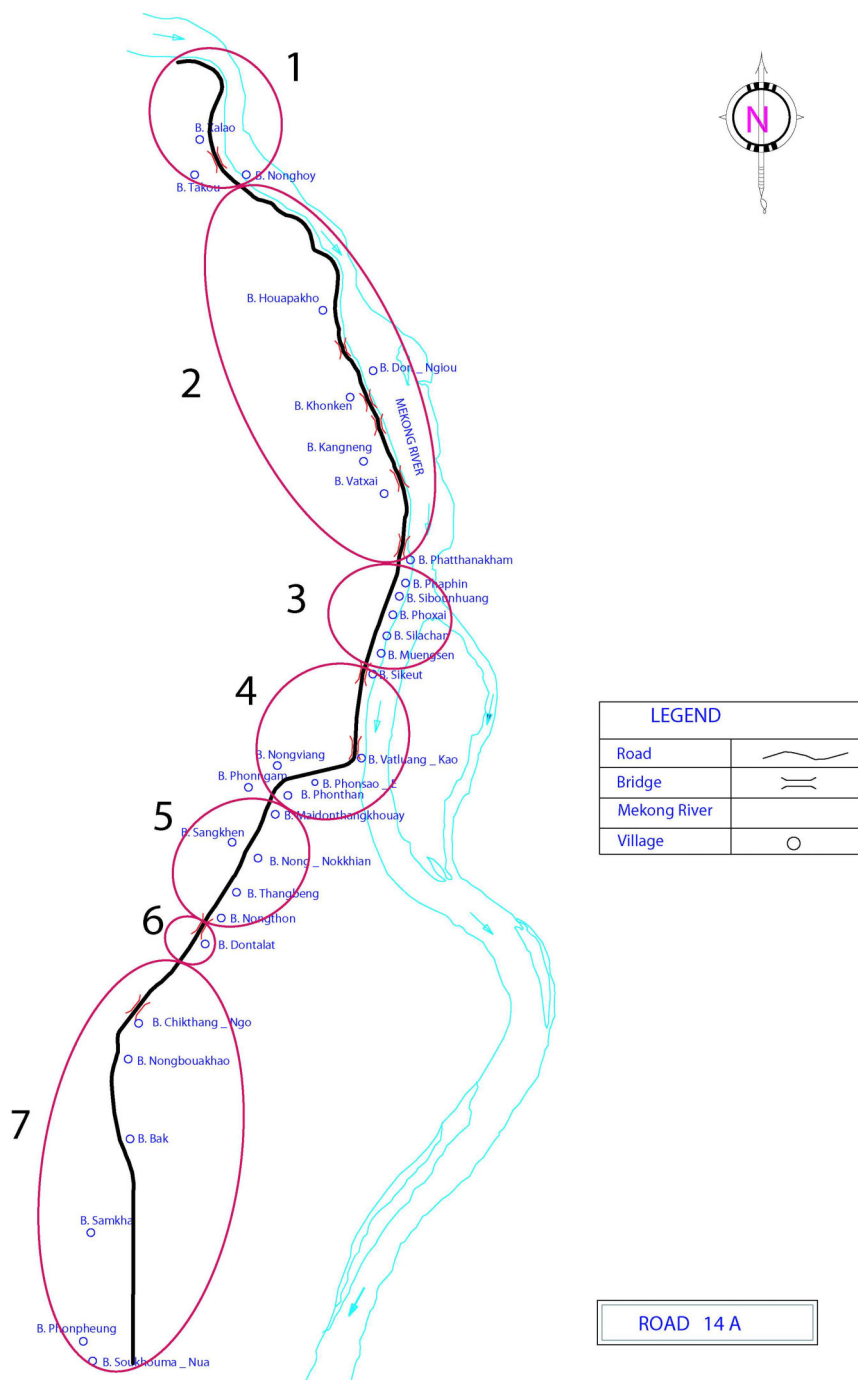 1
N
B. Xalao
B. Takou
B. Nonghoy
2
B. Houapakho
B. Don _ Ngiou
B. Khonken
MEKONG RIVER
B. Kangneng
B. Vatxai
B. Phatthanakham
3
B. Phaphin
B. Sibounhuang
B. Phoxai
B. Silachan
B. Muengsen
B. Sikeut
4
B. Nongviang
B. Vatluang _ Kao
B. Phonngam
B. Phonsao _ E
B. Phonthan
5
B. Maidonthangkhouay
B. Sangkhen
B. Nong _ Nokkhian
B. Thangbeng
B. Nongthon
6
B. Dontalat
B. Chikthang _ Ngo
B. Nongbouakhao
7
B. Bak
B. Samkha
B. Phonpheung
B. Soukhouma _ Nua
LEGEND
Road
Bridge
Mekong River
Village
ROAD 14 A